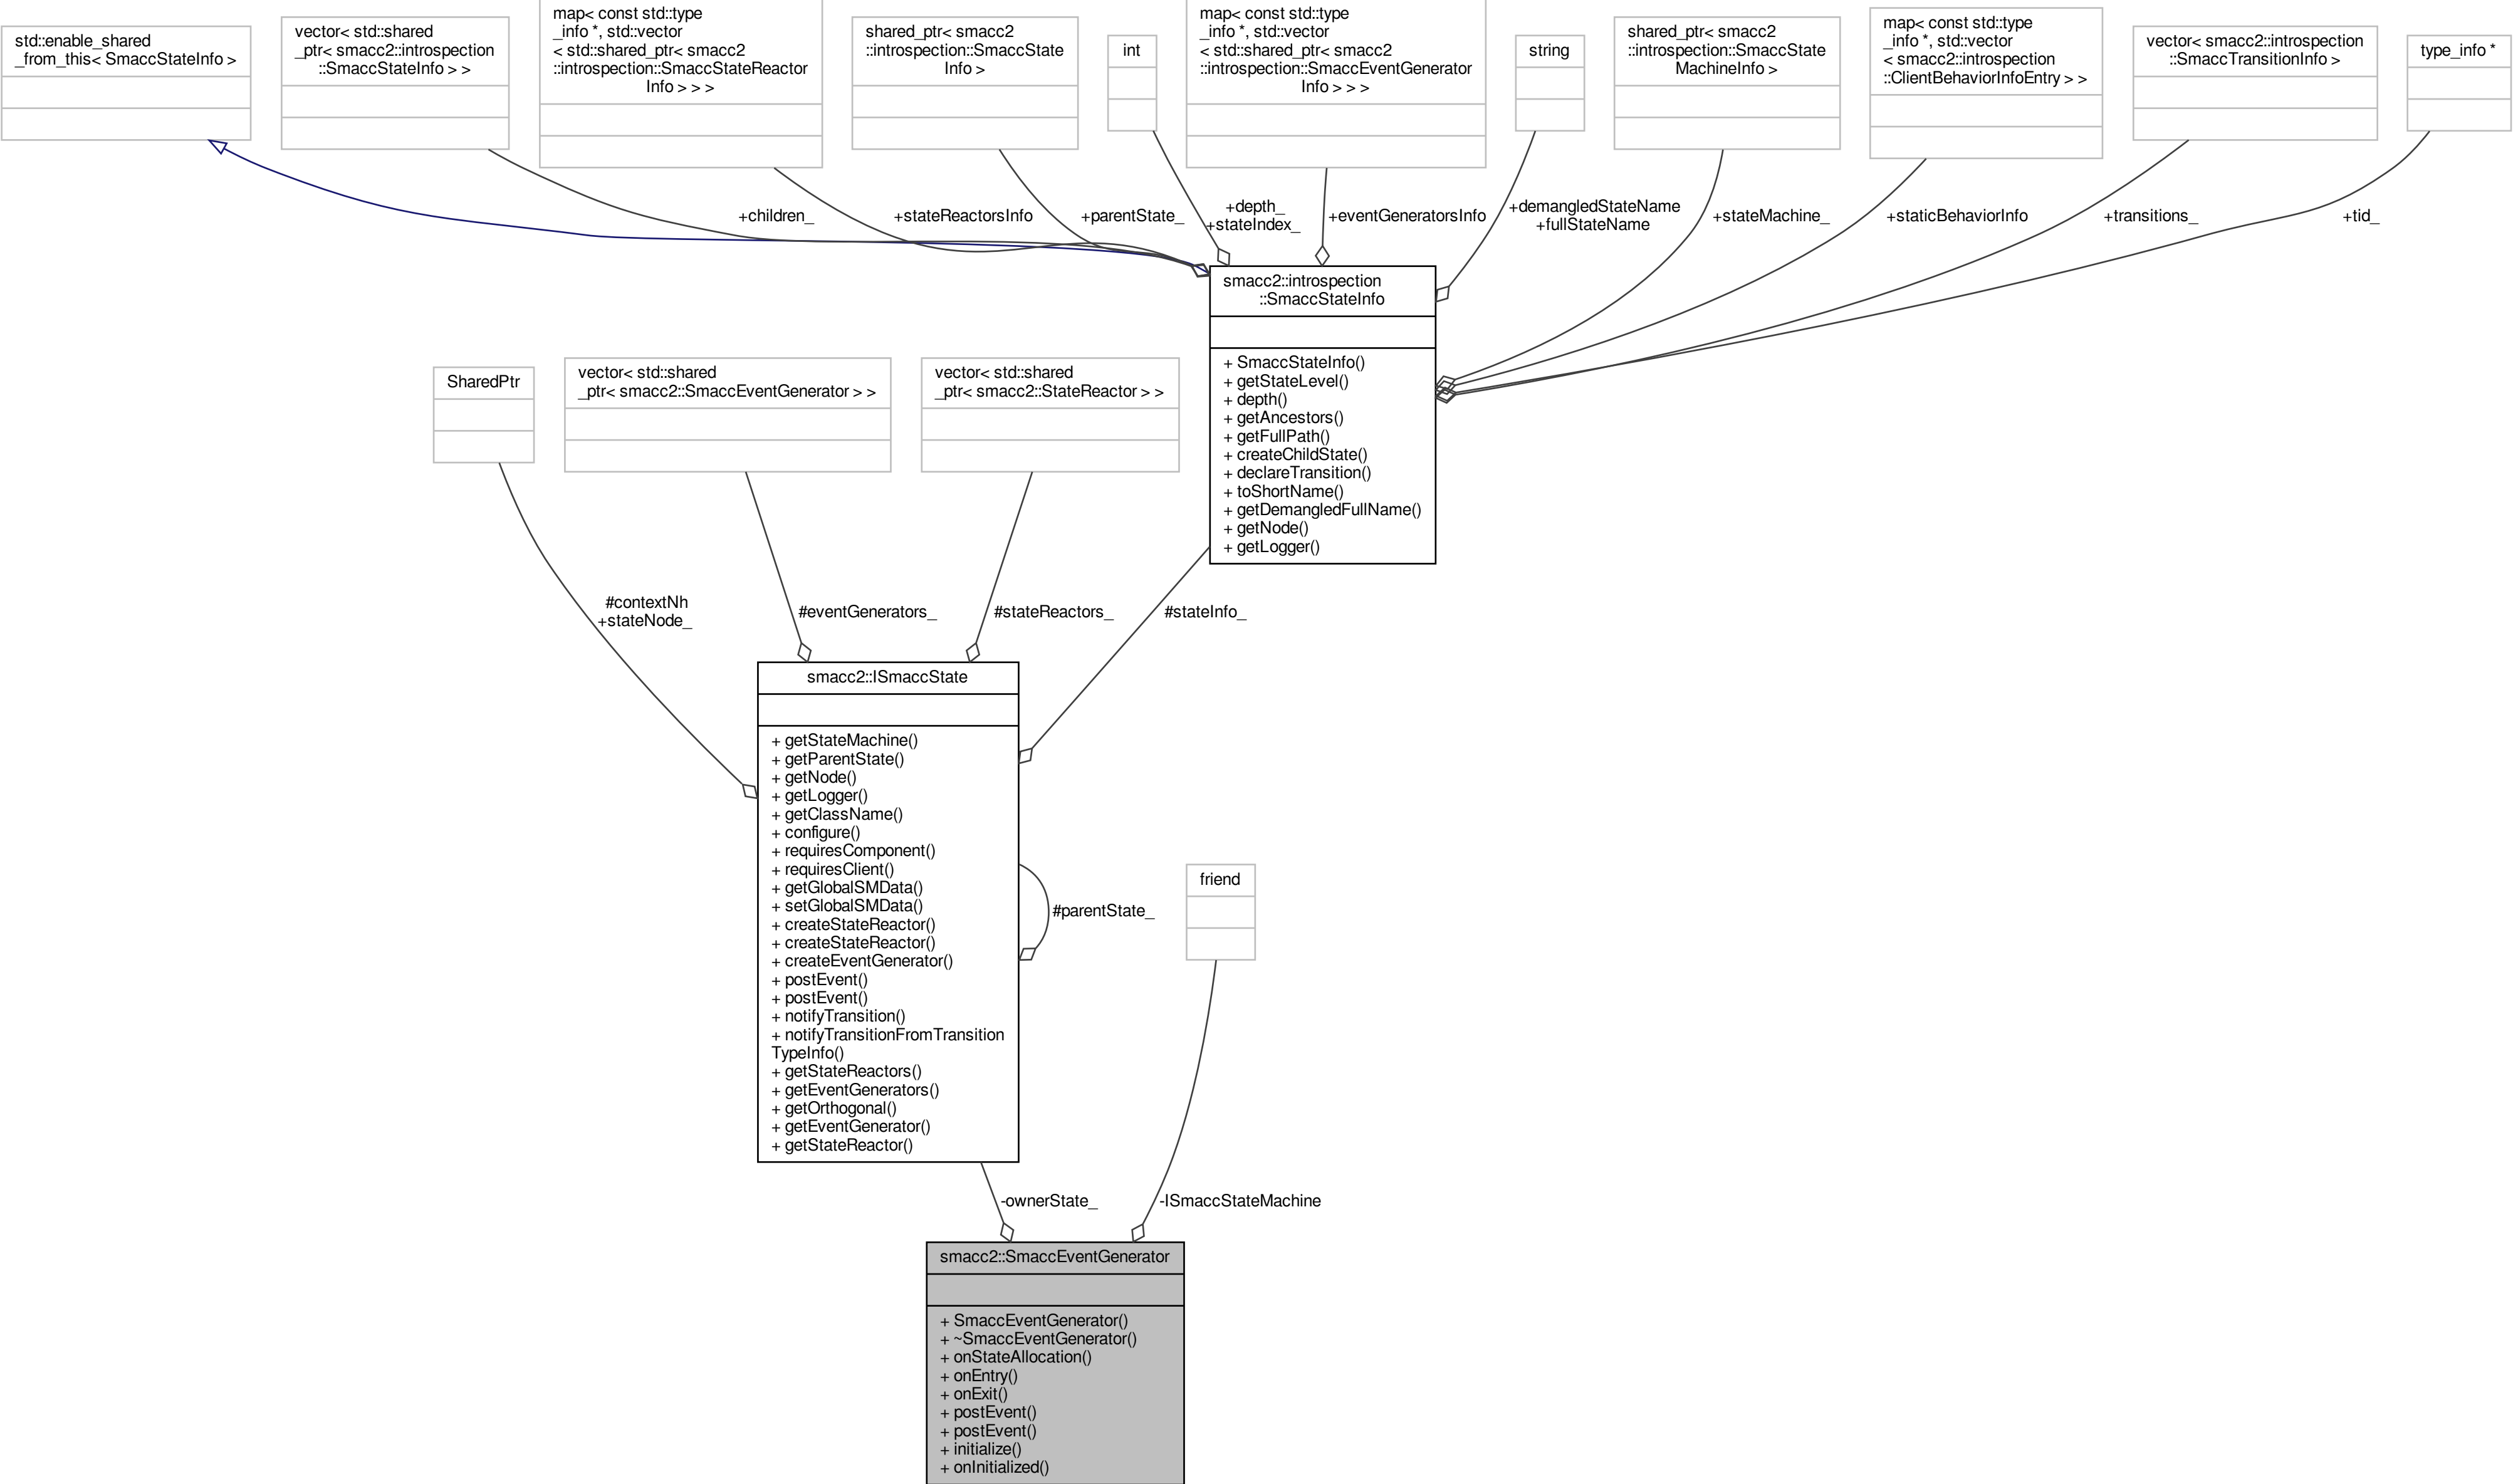 std::enable_shared
_from_this< SmaccStateInfo >
vector< std::shared
_ptr< smacc2::introspection
::SmaccStateInfo > >
map< const std::type
_info *, std::vector
< std::shared_ptr< smacc2
::introspection::SmaccStateReactor
Info > > >
shared_ptr< smacc2
::introspection::SmaccState
Info >
int
map< const std::type
_info *, std::vector
< std::shared_ptr< smacc2
::introspection::SmaccEventGenerator
Info > > >
string
shared_ptr< smacc2
::introspection::SmaccState
MachineInfo >
map< const std::type
_info *, std::vector
< smacc2::introspection
::ClientBehaviorInfoEntry > >
vector< smacc2::introspection
::SmaccTransitionInfo >
type_info *
+children_
+stateReactorsInfo
+parentState_
+depth_
+stateIndex_
+eventGeneratorsInfo
+demangledStateName
+fullStateName
+stateMachine_
+staticBehaviorInfo
+transitions_
+tid_
smacc2::introspection
::SmaccStateInfo
+ SmaccStateInfo()
+ getStateLevel()
+ depth()
+ getAncestors()
+ getFullPath()
+ createChildState()
+ declareTransition()
+ toShortName()
+ getDemangledFullName()
+ getNode()
+ getLogger()
SharedPtr
vector< std::shared
_ptr< smacc2::SmaccEventGenerator > >
vector< std::shared
_ptr< smacc2::StateReactor > >
#contextNh
+stateNode_
#eventGenerators_
#stateReactors_
#stateInfo_
smacc2::ISmaccState
+ getStateMachine()
+ getParentState()
+ getNode()
+ getLogger()
+ getClassName()
+ configure()
+ requiresComponent()
+ requiresClient()
+ getGlobalSMData()
+ setGlobalSMData()
+ createStateReactor()
+ createStateReactor()
+ createEventGenerator()
+ postEvent()
+ postEvent()
+ notifyTransition()
+ notifyTransitionFromTransition
TypeInfo()
+ getStateReactors()
+ getEventGenerators()
+ getOrthogonal()
+ getEventGenerator()
+ getStateReactor()
#parentState_
friend
-ownerState_
-ISmaccStateMachine
smacc2::SmaccEventGenerator
+ SmaccEventGenerator()
+ ~SmaccEventGenerator()
+ onStateAllocation()
+ onEntry()
+ onExit()
+ postEvent()
+ postEvent()
+ initialize()
+ onInitialized()